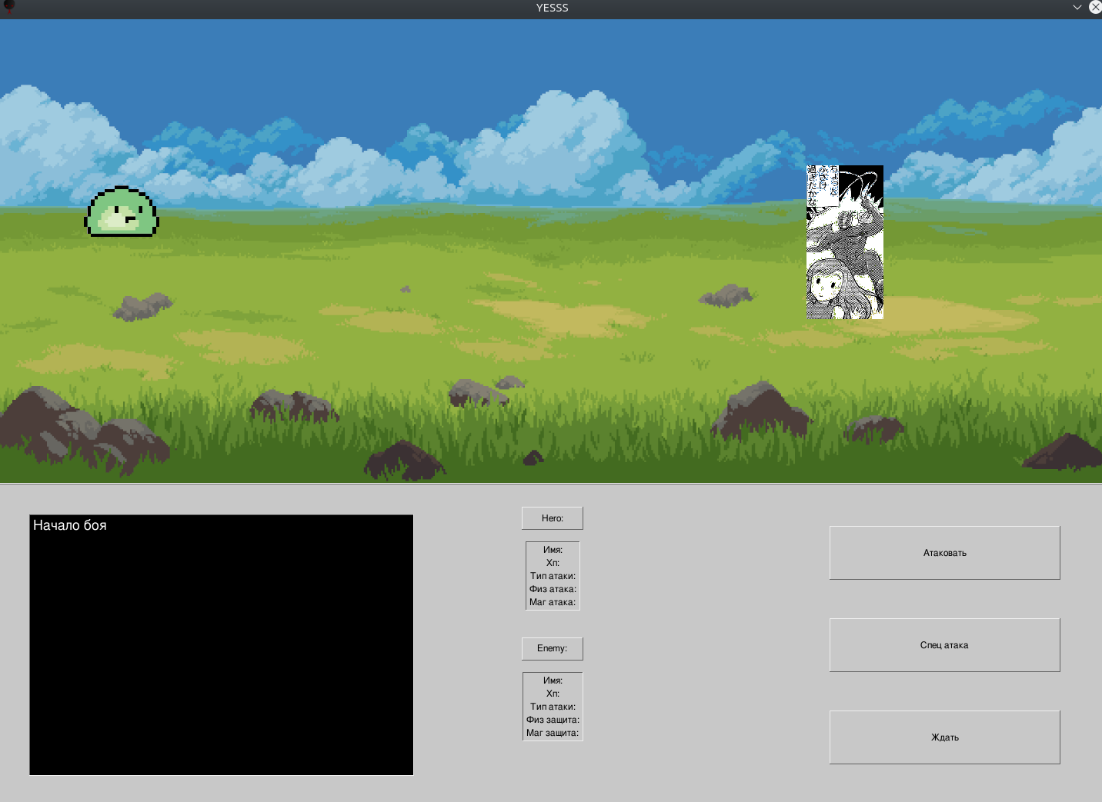 YESSS
Начало боя
Hero:
Имя:
Хп:
Тип атаки:
Физ атака:
Маг атака:
Enemy:
Имя:
Хп:
Тип атаки:
Физ защита:
Маг защита:
Атаковать
Спец атака
Ждать